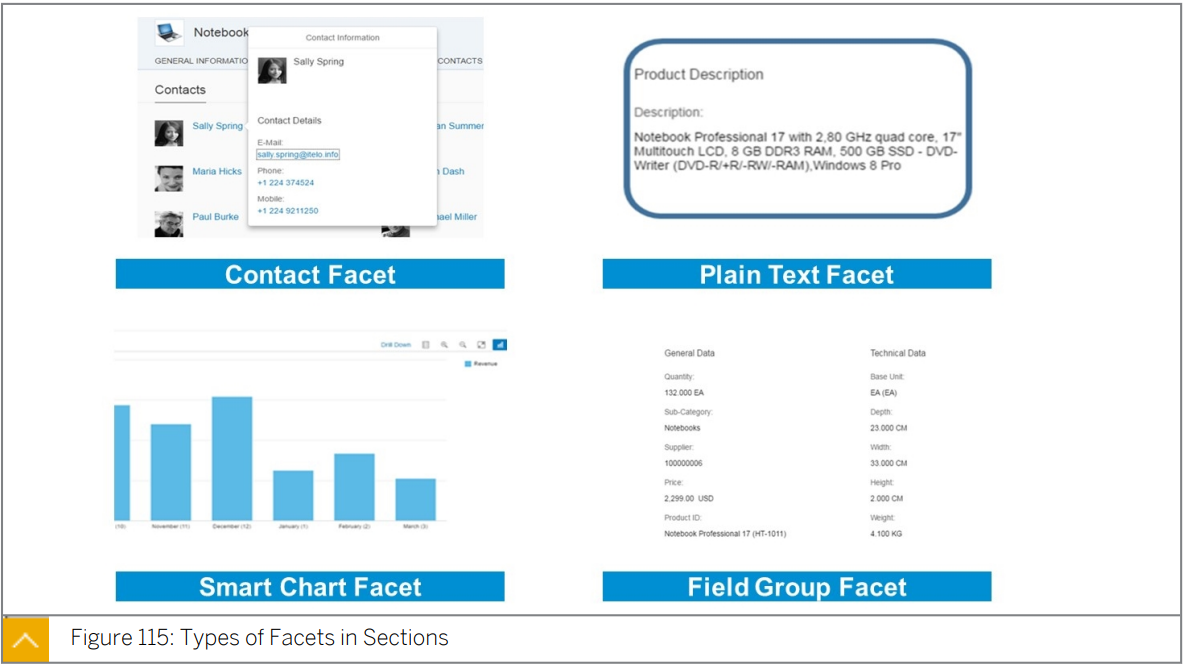 Notebook
GENERAL INFORMATIO
CONTACTS
Contacts
Sally Spring
Maria Hicks
Paul Burke
Contact Information
Sally Spring
Contact Details
E-Mail:
sally.spring@itelo.info
Phone:
+1 224 374524
Mobile:
+1 224 9211250
an Summer
Dash
ael Miller
Contact Facet
Product Description
Description:
Notebook Professional 17 with 2,80 GHz quad core, 17"
Multitouch LCD, 8 GB DDR3 RAM, 500 GB SSD - DVD-
Writer (DVD-R/+R/-RW/-RAM),Windows 8 Pro
Plain Text Facet
Drill Down
Revenue
(10) November (11) December (12) January (1) February (2) March (3)
Smart Chart Facet
General Data
Quantity:
132.000 EA
Sub-Category:
Notebooks
Supplier:
100000006
Price:
2,299.00 USD
Product ID:
Notebook Professional 17 (HT-1011)
Technical Data
Base Unit:
EA (EA)
Depth:
23.000 CM
Width:
33.000 CM
Height:
2.000 CM
Weight:
4.100 KG
Field Group Facet
Figure 115: Types of Facets in Sections